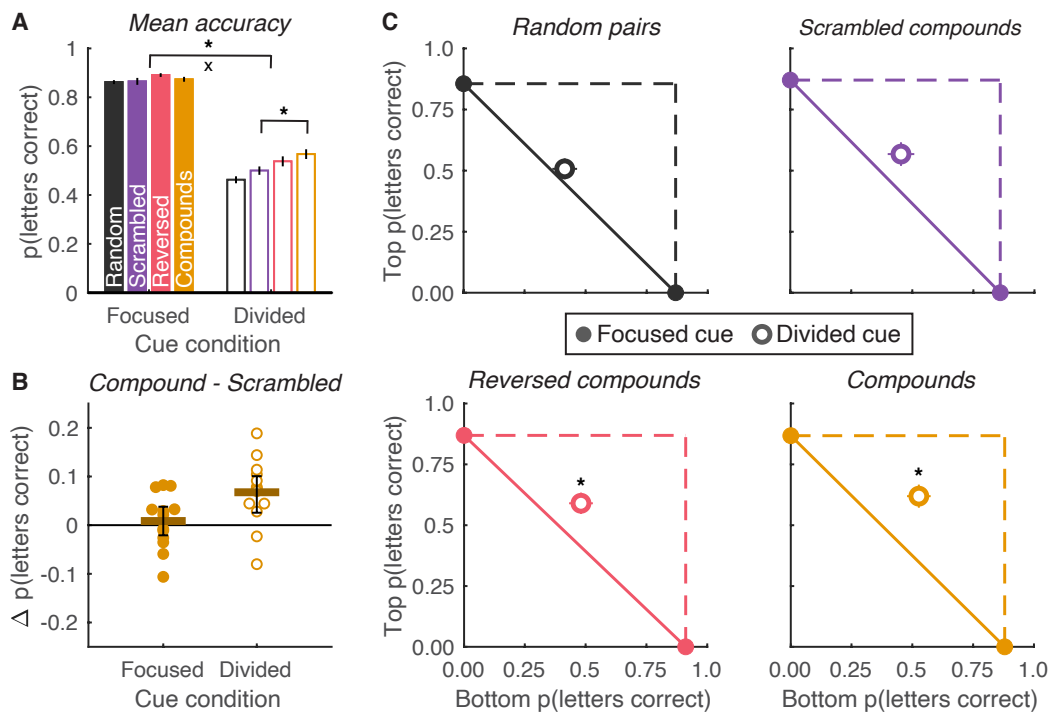 A
Mean accuracy
p(letters correct)
1
0.8
0.6
0.4
0.2
0
*
x
*
Random
Scrambled
Reversed
Compounds
Focused
Divided
Cue condition
B
Compound - Scrambled
Δ p(letters correct)
0.2
0.1
0
-0.1
-0.2
Focused
Divided
Cue condition
C
Random pairs
Scrambled compounds
Top p(letters correct)
1.0
0.75
0.5
0.25
0.00
Focused cue
Divided cue
Reversed compounds
Compounds
Top p(letters correct)
1.0
0.75
0.5
0.25
0.00
*
*
0.00 0.25 0.5 0.75 1.0
0.00 0.25 0.5 0.75 1.0
Bottom p(letters correct)
Bottom p(letters correct)